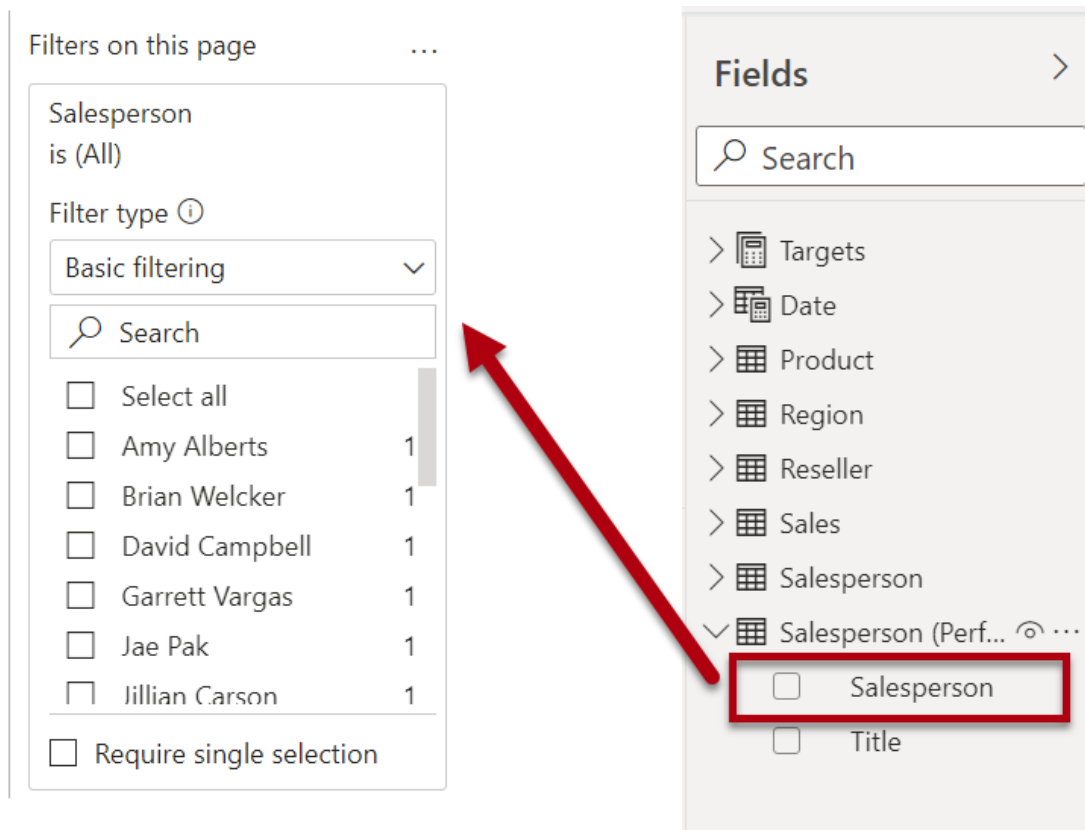 Filters on this page
...
Salesperson
is (All)
Filter type
Basic filtering
Search
Select all
Amy Alberts 1
Brian Welcker 1
David Campbell 1
Garrett Vargas 1
Jae Pak 1
Jillian Carson 1
Require single selection
Fields
Search
Targets
Date
Product
Region
Reseller
Sales
Salesperson
Salesperson (Perf... ...
Salesperson
Title